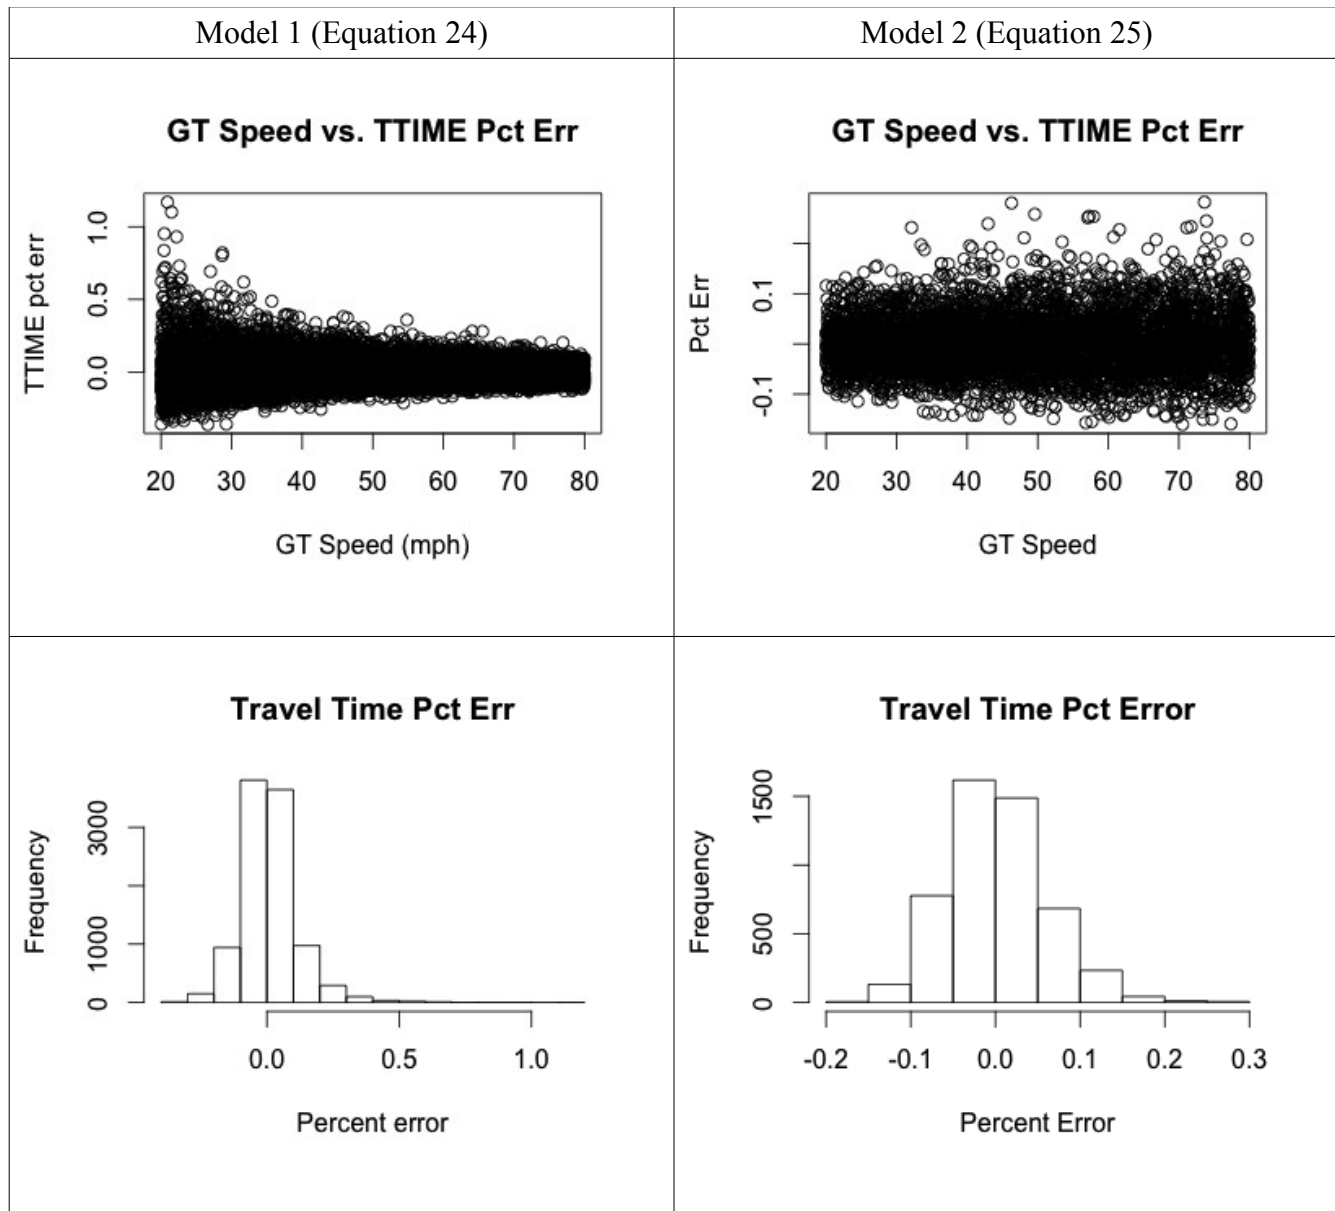 Model 1 (Equation 24)
Model 2 (Equation 25)
GT Speed vs. TTIME Pct Err
TTIME pct err
1.0
0.5
0.0
20 30 40 50 60 70 80
GT Speed (mph)
GT Speed vs. TTIME Pct Err
Pct Err
0.1
-0.1
20 30 40 50 60 70 80
GT Speed
Travel Time Pct Err
Frequency
3000
1000
0
0.0 0.5 1.0
Percent error
Travel Time Pct Error
Frequency
1500
500
0
-0.2 -0.1 0.0 0.1 0.2 0.3
Percent Error